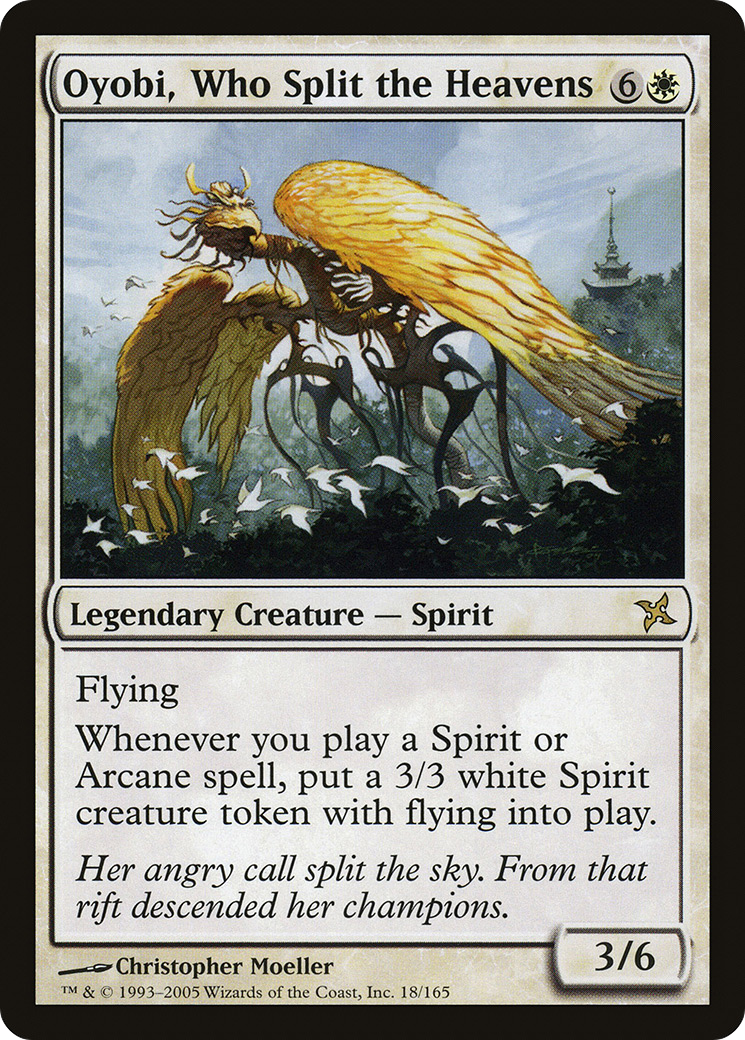 Oyobi, Who Split the Heavens 6
Legendary Creature — Spirit
Flying
Whenever you play a Spirit or
Arcane spell, put a 3/3 white Spirit
creature token with flying into play.
Her angry call split the sky. From that
rift descended her champions.
3/6
Christopher Moeller
™ & © 1993–2005 Wizards of the Coast, Inc. 18/165